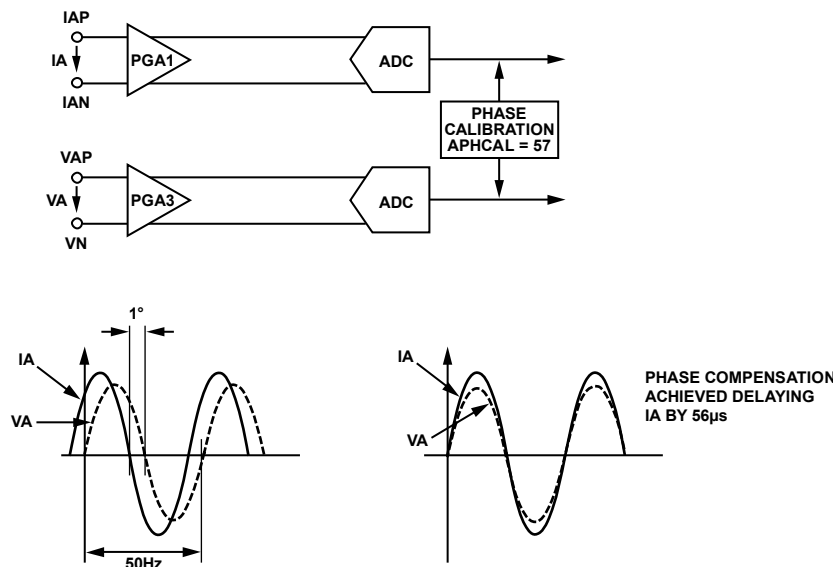 IAP
IA
IAN
PGA1
ADC
PHASE
CALIBRATION
APHCAL = 57
VAP
VA
VN
PGA3
ADC
1°
IA
VA
50Hz
IA
VA
PHASE COMPENSATION
ACHIEVED DELAYING
IA BY 56µs